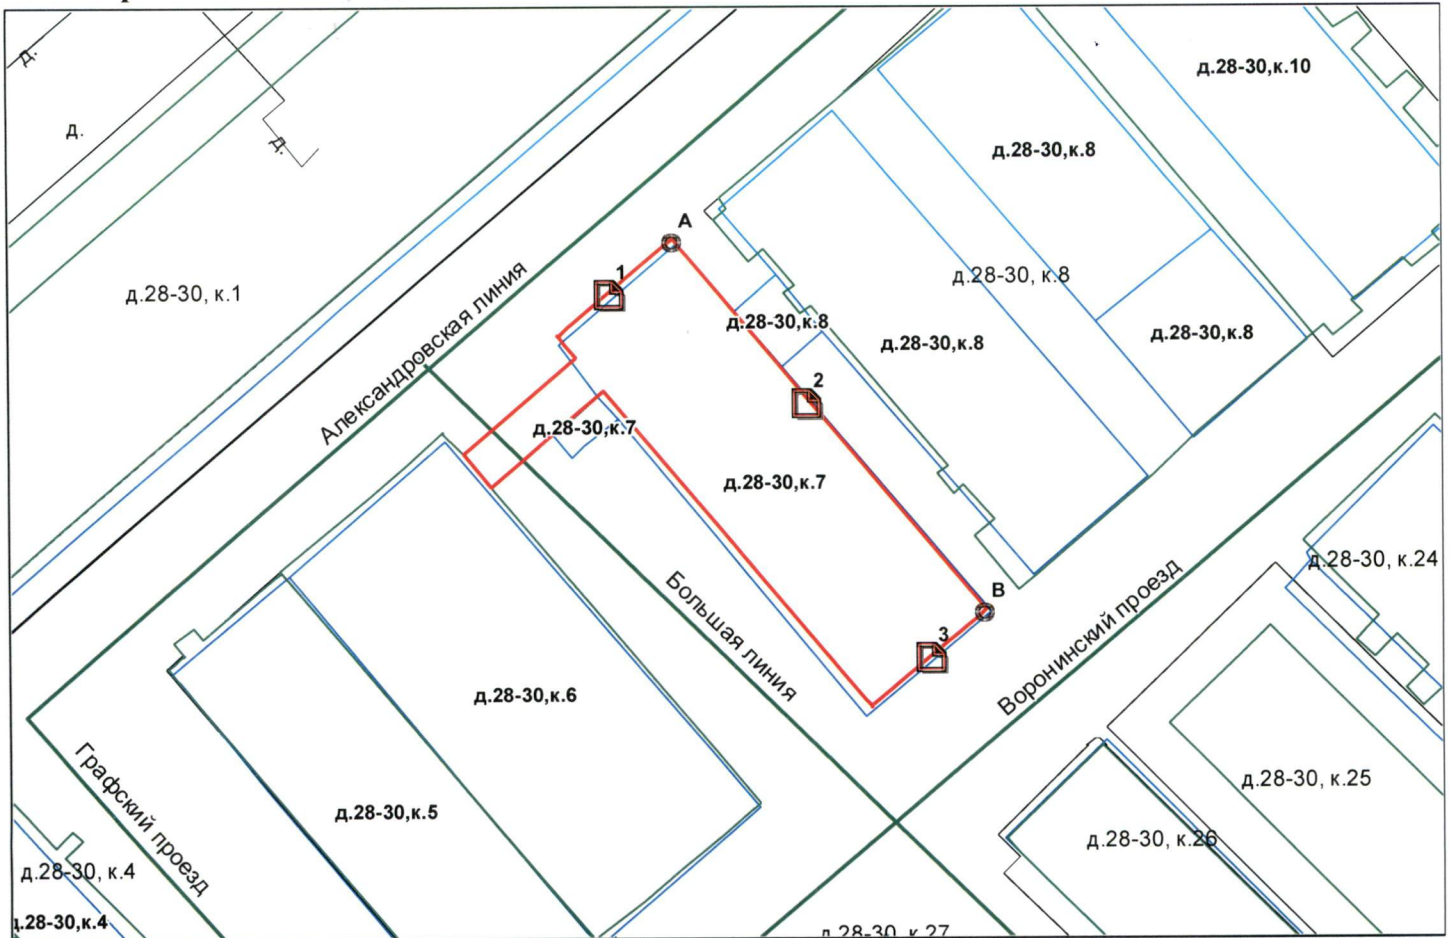 д.
д.
д.
д.28-30,к.10
д.28-30,к.8
А
1
д.28-30, к.1
д.28-30, к.8
Александровская линия
д.28-30,к.8
д.28-30,к.8
д.28-30,к.8
2
д.28-30,к.7
д.28-30,к.7
д.28-30, к.24
В
3
Большая линия
Воронинский проезд
д.28-30,к.6
д.28-30, к.25
Графский проезд
д.28-30,к.5
д.28-30, к.26
д.28-30, к.4
д.28-30,к.4
д.28-30, к.27